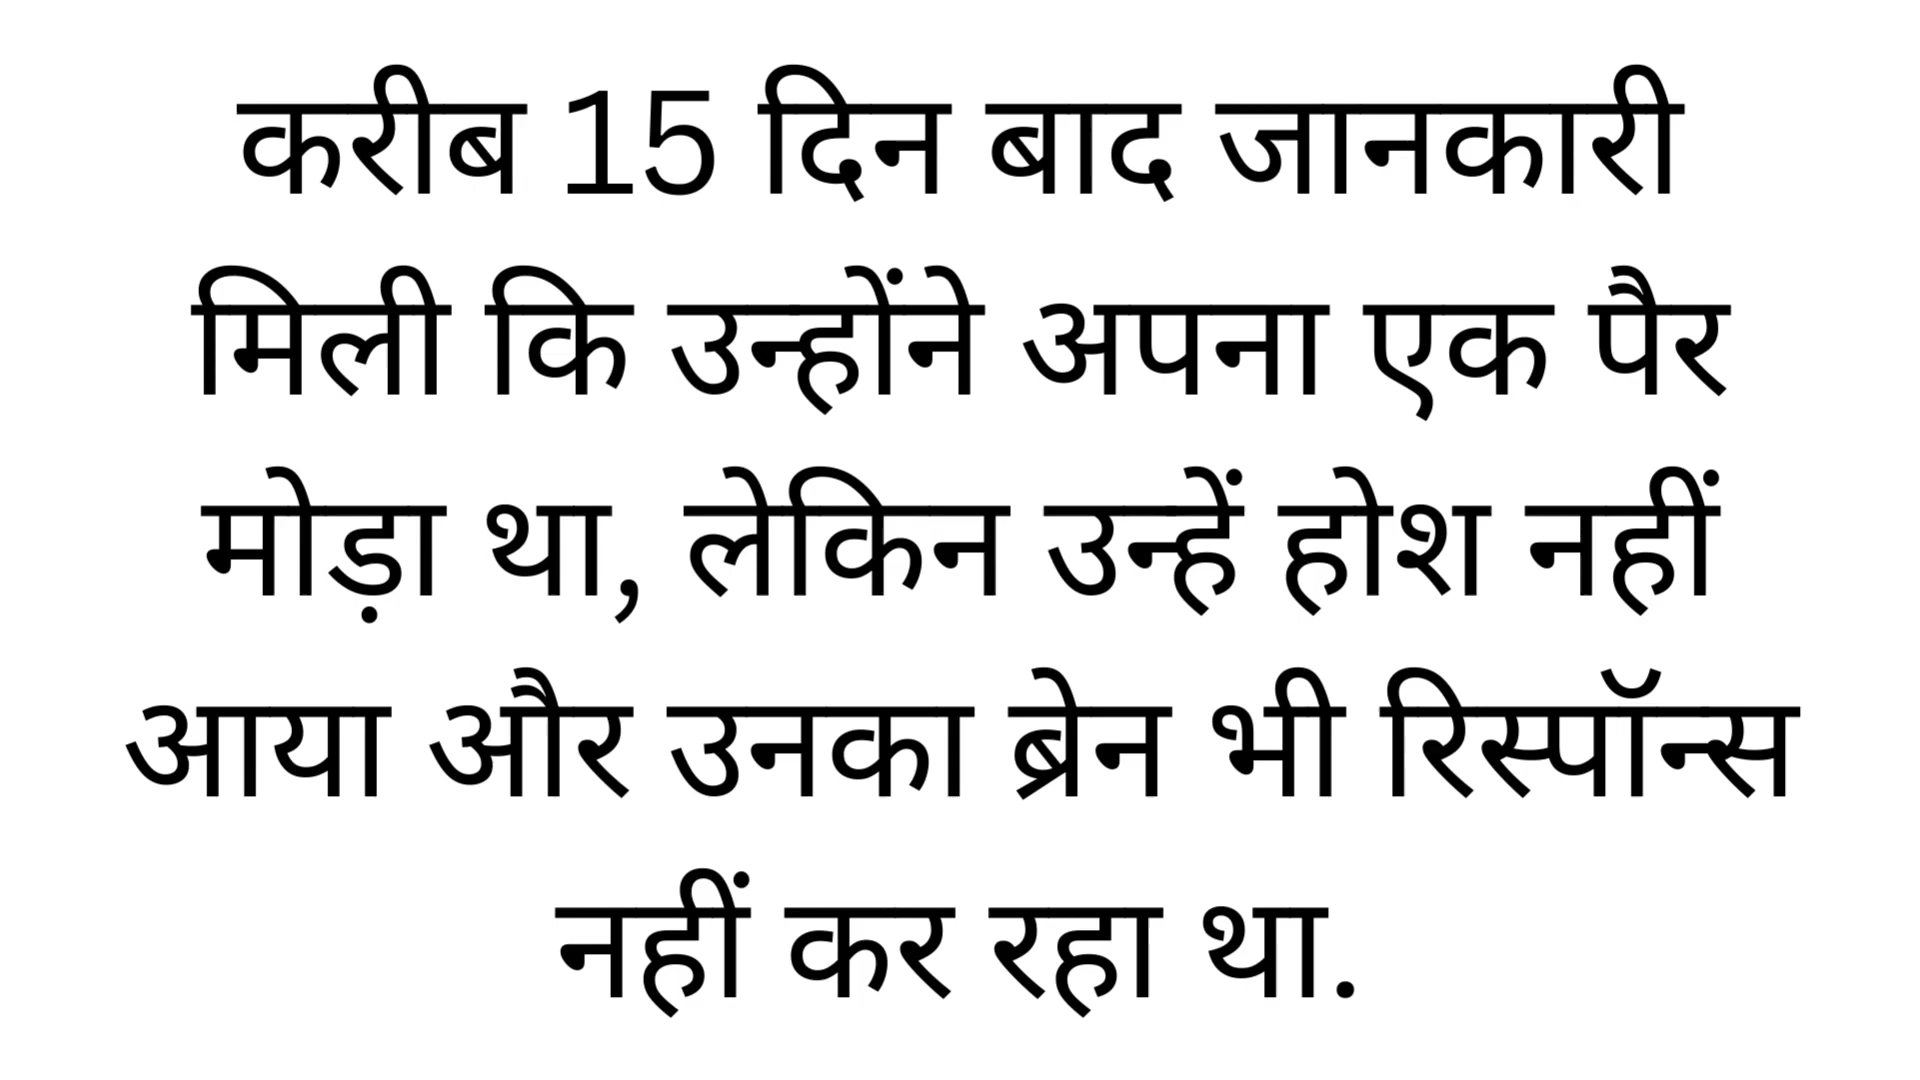 करीब 15 दिन बाद जानकारी
मिली कि उन्होंने अपना एक पैर
मोड़ा था, लेकिन उन्हें होश नहीं
आया और उनका ब्रेन भी रिस्पॉन्स
नहीं कर रहा था.